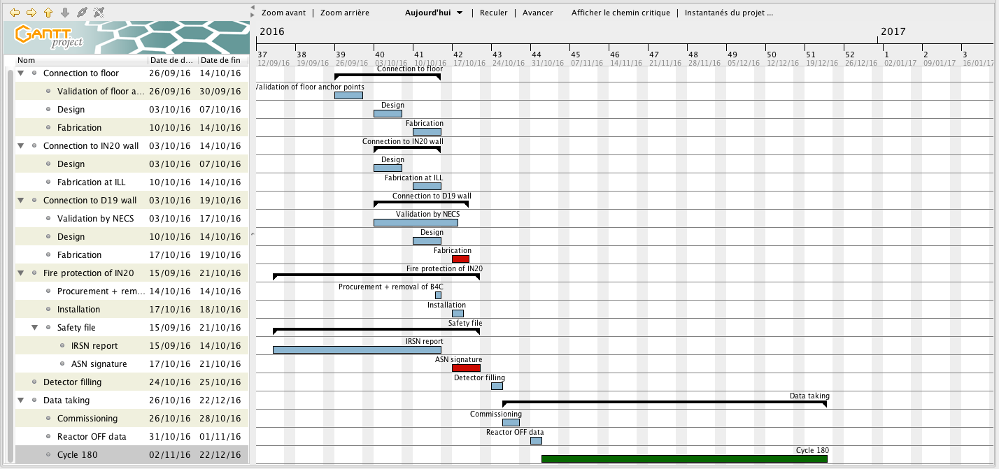 Zoom avant | Zoom arrière Aujourd'hui | Reculer | Avancer Afficher le chemin critique | Instantanés du projet ...
GANTT
project
2016 2017
37 38 39 40 41 42 43 44 45 46 47 48 49 50 51 52 1 2 3
12/09/16 19/09/16 26/09/16 03/10/16 10/10/16 17/10/16 24/10/16 31/10/16 07/11/16 14/11/16 21/11/16 28/11/16 05/12/16 12/12/16 19/12/16 26/12/16 02/01/17 09/01/17 16/01/17
Nom Date de d... Date de fin
Connection to floor 26/09/16 14/10/16 Connection to floor
Validation of floor a... 26/09/16 30/09/16 Validation of floor anchor points
Design 03/10/16 07/10/16 Design
Fabrication 10/10/16 14/10/16 Fabrication
Connection to IN20 wall 03/10/16 14/10/16 Connection to IN20 wall
Design 03/10/16 07/10/16 Design
Fabrication at ILL 10/10/16 14/10/16 Fabrication at ILL
Connection to D19 wall 03/10/16 19/10/16 Connection to D19 wall
Validation by NECS 03/10/16 17/10/16 Validation by NECS
Design 10/10/16 14/10/16 Design
Fabrication 17/10/16 19/10/16 Fabrication
Fire protection of IN20 15/09/16 21/10/16 Fire protection of IN20
Procurement + rem... 14/10/16 14/10/16 Procurement + removal of B4C
Installation 17/10/16 18/10/16 Installation
Safety file 15/09/16 21/10/16 Safety file
IRSN report 15/09/16 14/10/16 IRSN report
ASN signature 17/10/16 21/10/16 ASN signature
Detector filling 24/10/16 25/10/16 Detector filling
Data taking 26/10/16 22/12/16 Data taking
Commissioning 26/10/16 28/10/16 Commissioning
Reactor OFF data 31/10/16 01/11/16 Reactor OFF data
Cycle 180 02/11/16 22/12/16 Cycle 180